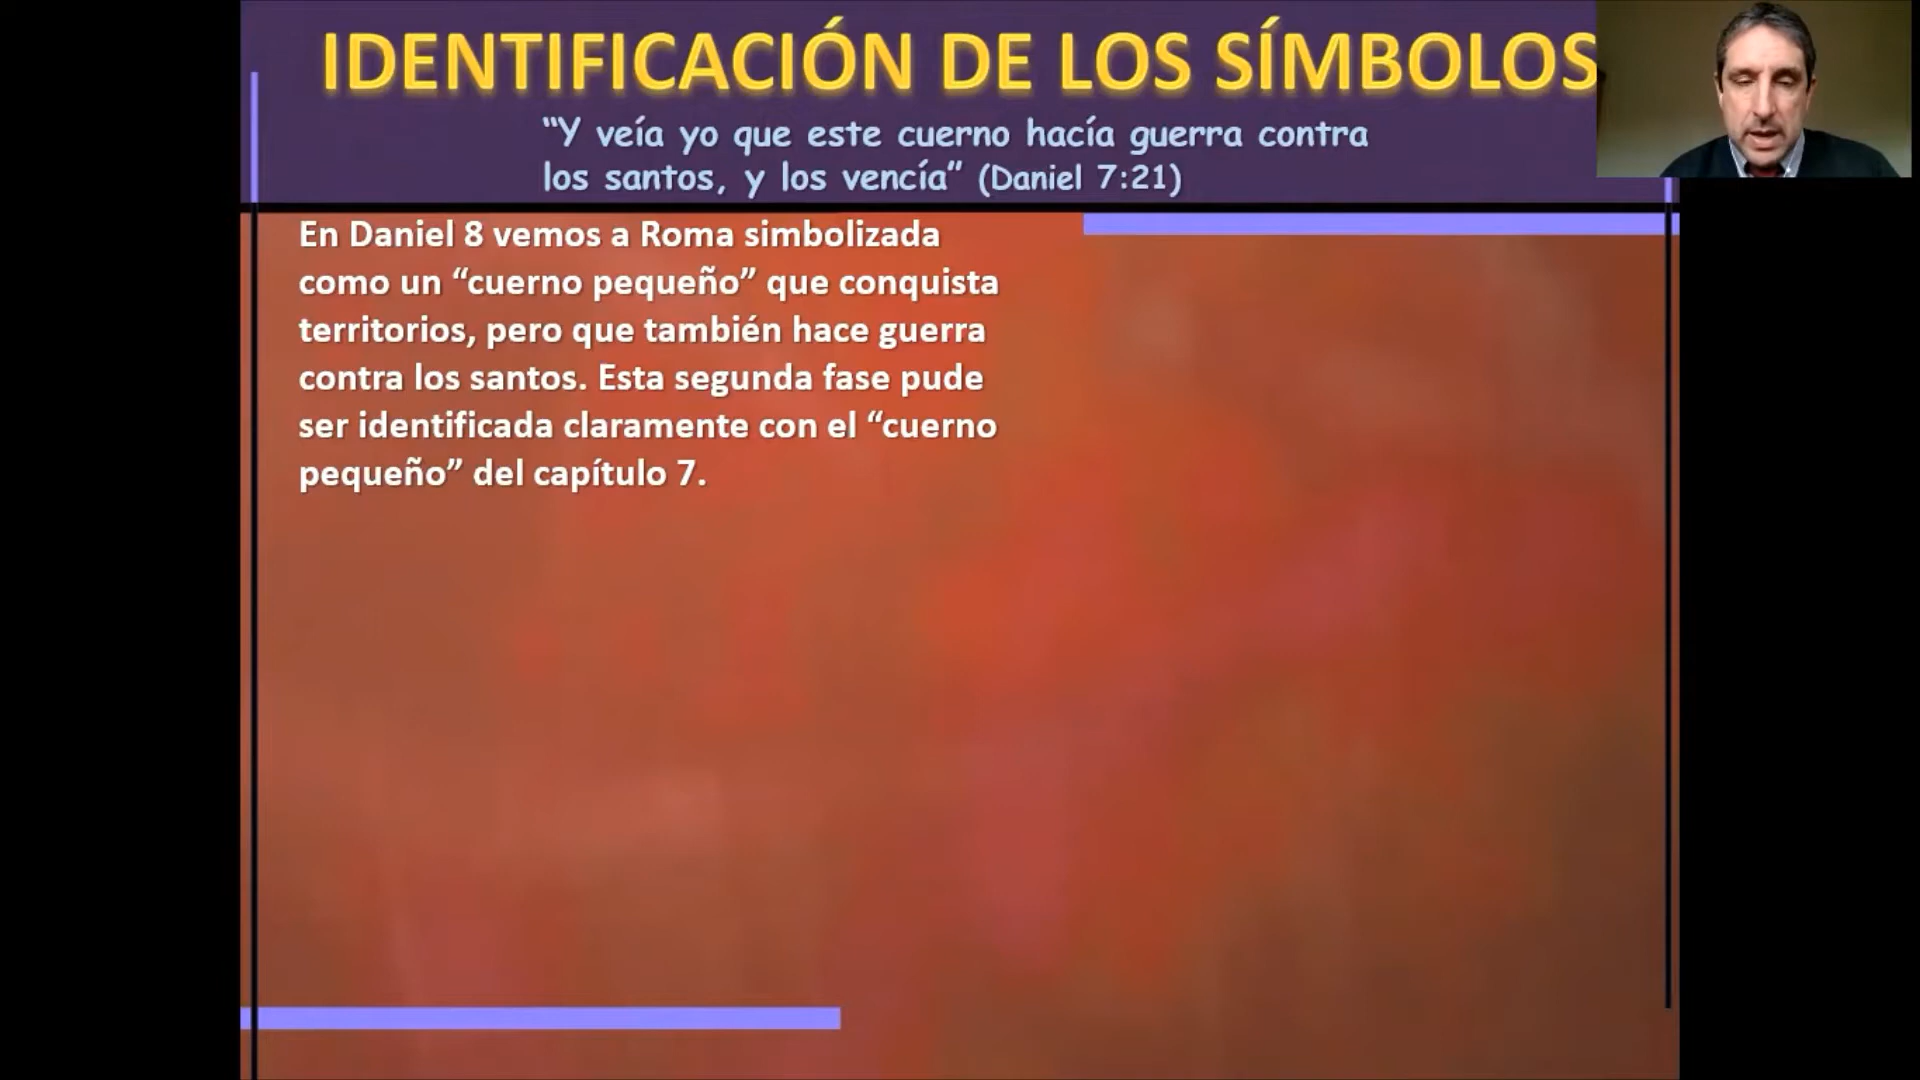 IDENTIFICACIÓN DE LOS SÍMBOLOS
“Y veía yo que este cuerno hacía guerra contra
los santos, y los vencía” (Daniel 7:21)
En Daniel 8 vemos a Roma simbolizada
como un “cuerno pequeño” que conquista
territorios, pero que también hace guerra
contra los santos. Esta segunda fase pude
ser identificada claramente con el “cuerno
pequeño” del capítulo 7.